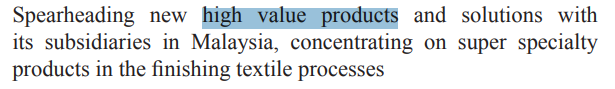 Spearheading new high value products and solutions with
its subsidiaries in Malaysia, concentrating on super specialty
products in the finishing textile processes